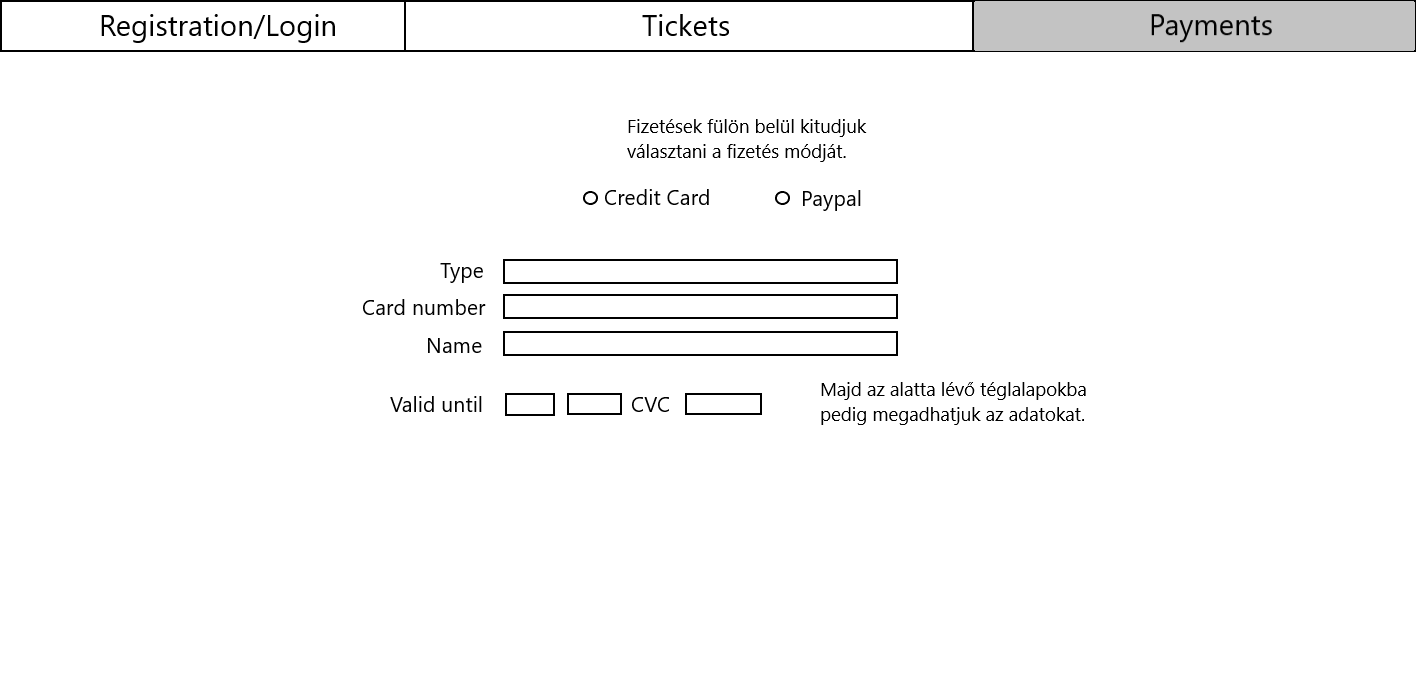 Registration/Login
Tickets
Payments
Fizetések fülön belül kitudjuk
választani a fizetés módját.
Credit Card
Paypal
Type
Card number
Name
Valid until
CVC
Majd az alatta lévő téglalapokba
pedig megadhatjuk az adatokat.